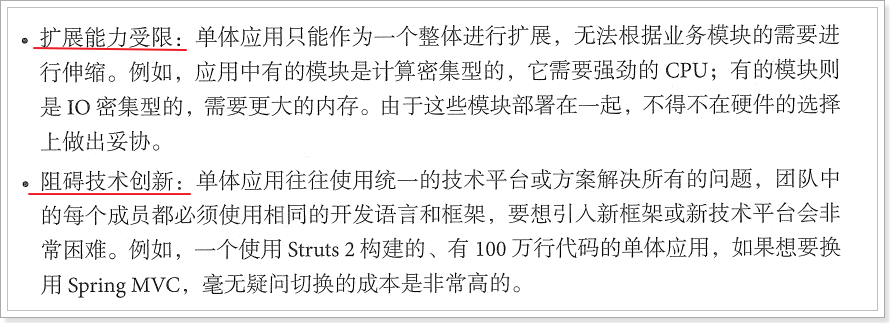 • 扩展能力受限：单体应用只能作为一个整体进行扩展，无法根据业务模块的需要进
行伸缩。例如，应用中有的模块是计算密集型的，它需要强劲的 CPU；有的模块则
是 IO 密集型的，需要更大的内存。由于这些模块部署在一起，不得不在硬件的选择
上做出妥协。
• 阻碍技术创新：单体应用往往使用统一的技术平台或方案解决所有的问题，团队中
的每个成员都必须使用相同的开发语言和框架，要想引入新框架或新技术平台会非
常困难。例如，一个使用 Struts 2 构建的、有 100 万行代码的单体应用，如果想要换
用 Spring MVC，毫无疑问切换的成本是非常高的。